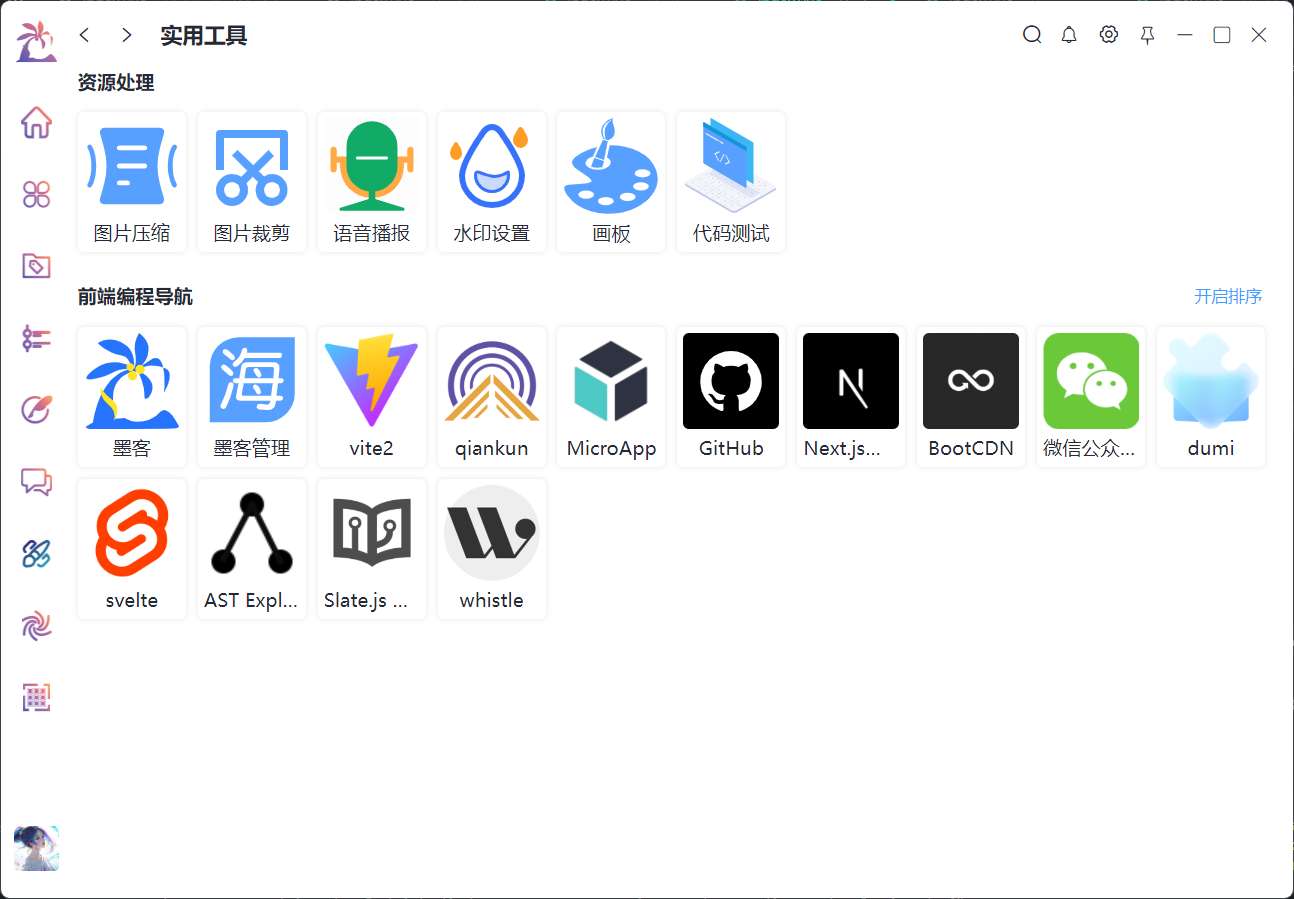 实用工具
资源处理
图片压缩
图片裁剪
语音播报
水印设置
画板
代码测试
前端编程导航
开启排序
海
墨客
墨客管理
vite2
qiankun
MicroApp
GitHub
Next.js...
BootCDN
微信公众...
dumi
svelte
AST Expl...
Slate.js ...
whistle